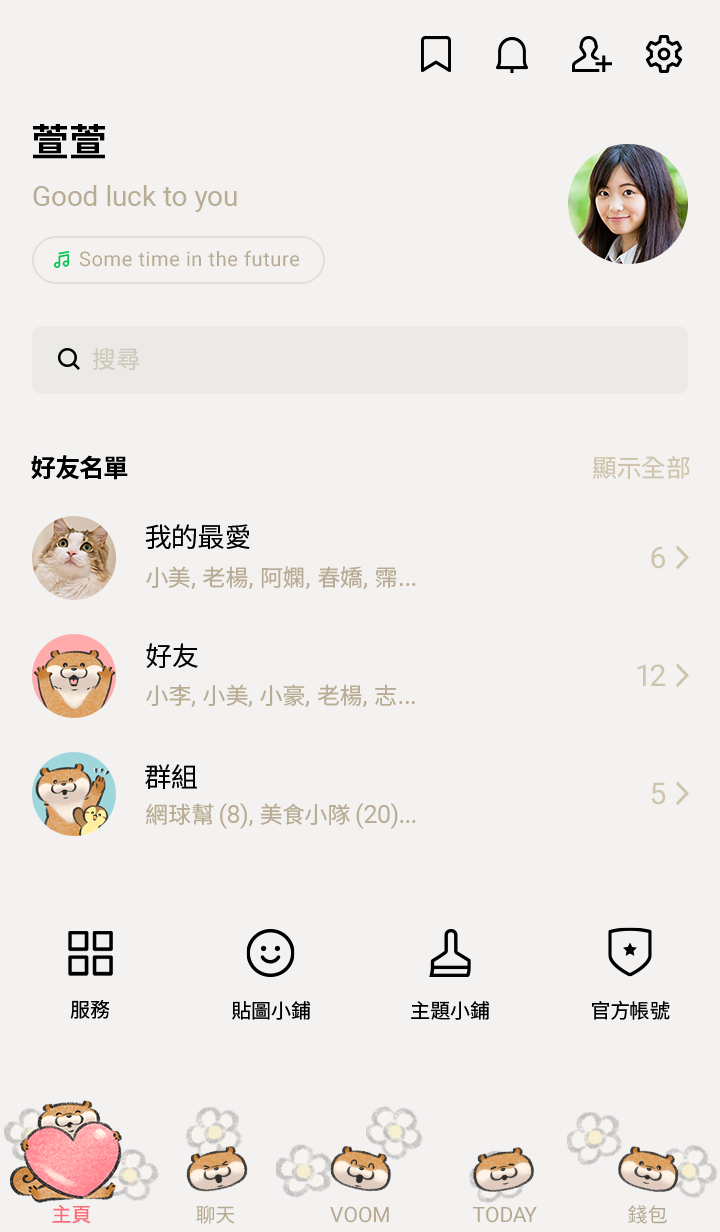 萱萱
Good luck to you
Some time in the future
搜尋
好友名單
顯示全部
我的最愛
小美, 老楊, 阿嫻, 春嬌, 霈...
6
好友
小李, 小美, 小豪, 老楊, 志...
12
群組
網球幫 (8), 美食小隊 (20)...
5
服務
貼圖小鋪
主題小鋪
官方帳號
主頁
聊天
VOOM
TODAY
錢包